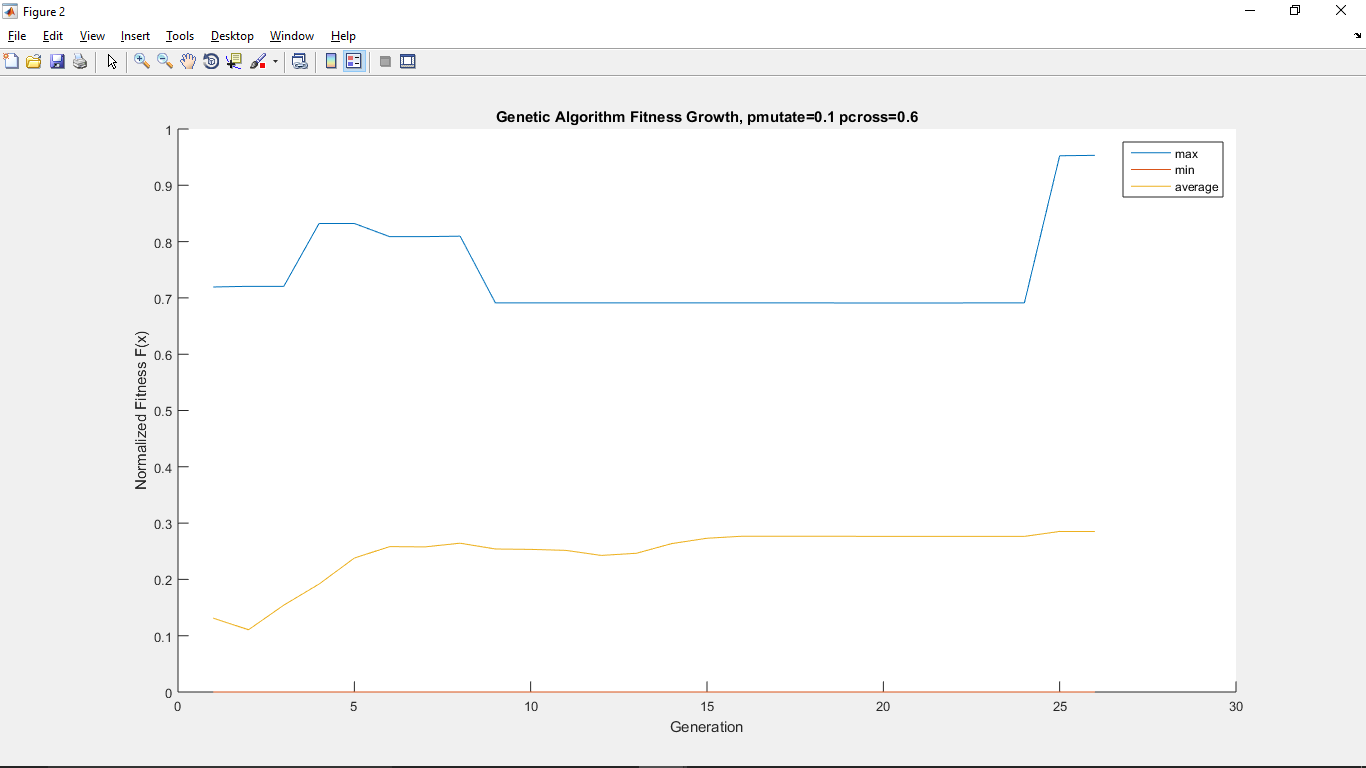 Figure 2
File Edit View Insert Tools Desktop Window Help
Genetic Algorithm Fitness Growth, pmutate=0.1 pcross=0.6
max
min
average
Normalized Fitness F(x)
1
0.9
0.8
0.7
0.6
0.5
0.4
0.3
0.2
0.1
0
0 5 10 15 20 25 30
Generation